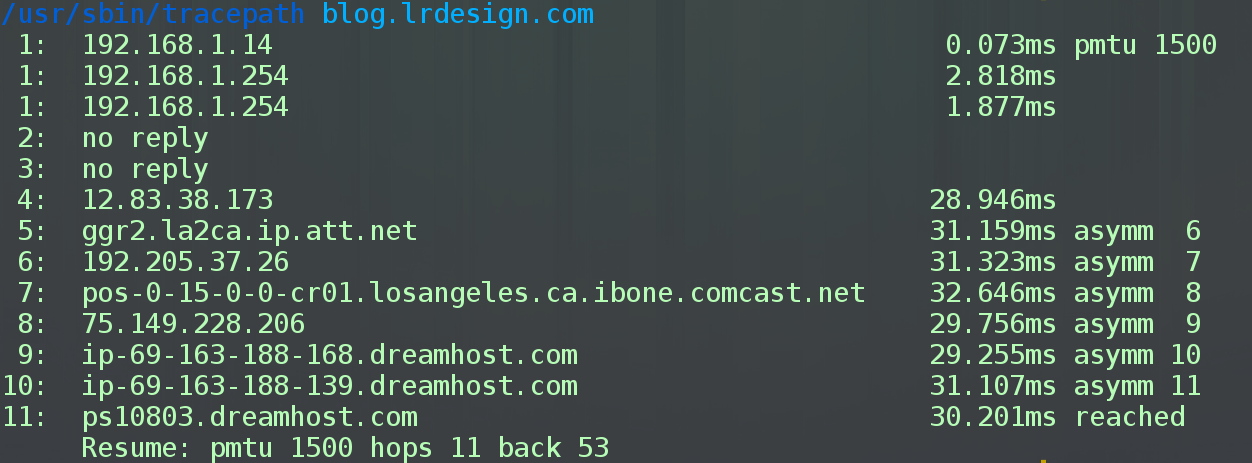 /usr/sbin/tracepath blog.lrdesign.com
 1:  192.168.1.14                                          0.073ms pmtu 1500
 1:  192.168.1.254                                         2.818ms
 1:  192.168.1.254                                         1.877ms
 2:  no reply
 3:  no reply
 4:  12.83.38.173                                         28.946ms
 5:  ggr2.la2ca.ip.att.net                                31.159ms asymm  6
 6:  192.205.37.26                                        31.323ms asymm  7
 7:  pos-0-15-0-0-cr01.losangeles.ca.ibone.comcast.net    32.646ms asymm  8
 8:  75.149.228.206                                       29.756ms asymm  9
 9:  ip-69-163-188-168.dreamhost.com                      29.255ms asymm 10
10:  ip-69-163-188-139.dreamhost.com                      31.107ms asymm 11
11:  ps10803.dreamhost.com                                30.201ms reached
     Resume: pmtu 1500 hops 11 back 53